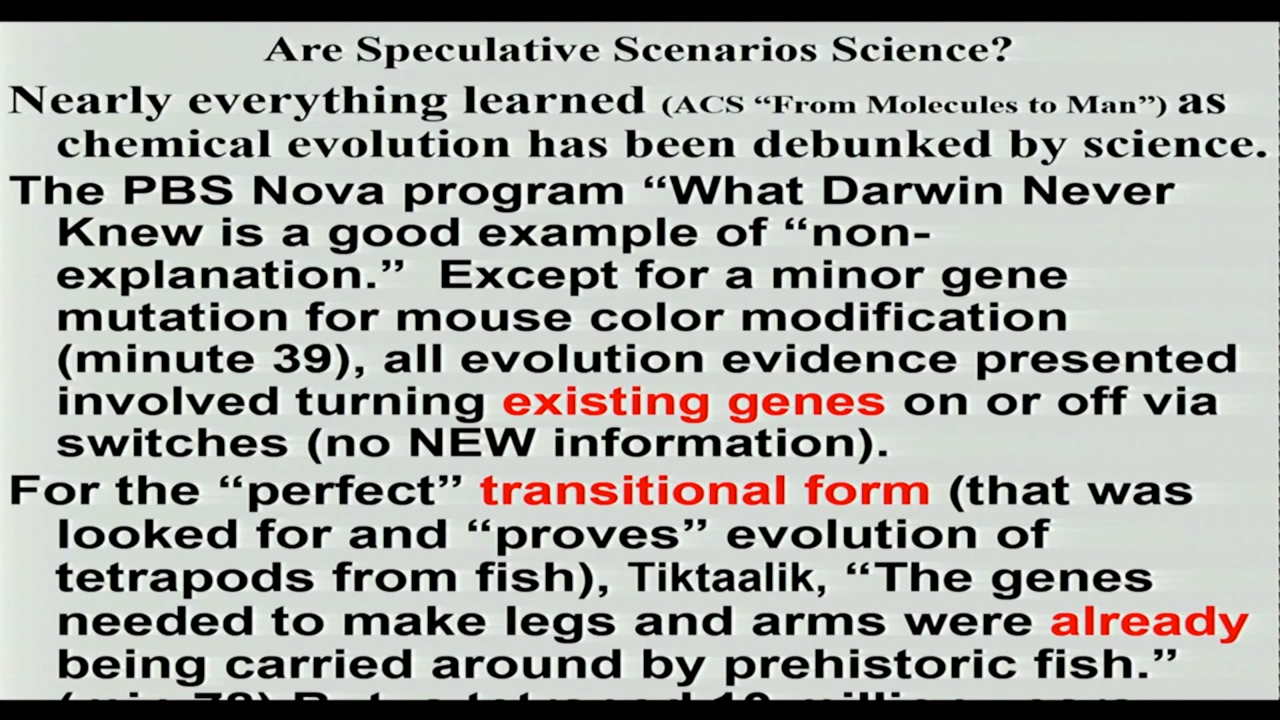 Are Speculative Scenarios Science?
Nearly everything learned (ACS “From Molecules to Man”) as
chemical evolution has been debunked by science.
The PBS Nova program “What Darwin Never
Knew is a good example of “non-
explanation.” Except for a minor gene
mutation for mouse color modification
(minute 39), all evolution evidence presented
involved turning existing genes on or off via
switches (no NEW information).
For the “perfect” transitional form (that was
looked for and “proves” evolution of
tetrapods from fish), Tiktaalik, “The genes
needed to make legs and arms were already
being carried around by prehistoric fish.”